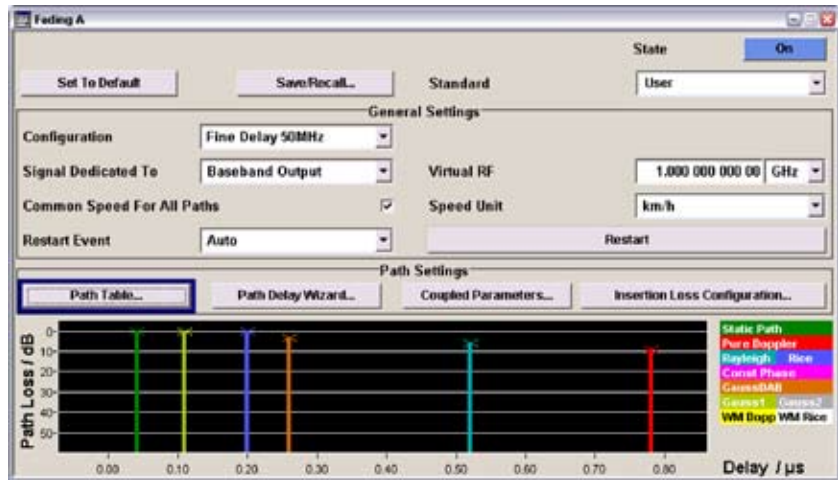 Fading A
State On
Set To Default Save/Recall... Standard User
General Settings
Configuration Fine Delay 50MHz
Signal Dedicated To Baseband Output Virtual RF 1.000 000 000 00 GHz
Common Speed For All Paths Speed Unit km/h
Restart Event Auto Restart
Path Settings
Path Table... Path Delay Wizard... Coupled Parameters... Insertion Loss Configuration...
Path Loss / dB
0
10
20
30
40
50
Static Path
Pure Doppler
Rayleigh Rice
Const Phase
GaussDAB
Gauss1 Gauss2
WM Dopp WM Rice
0.00 0.10 0.20 0.30 0.40 0.50 0.60 0.70 0.80 Delay / µs